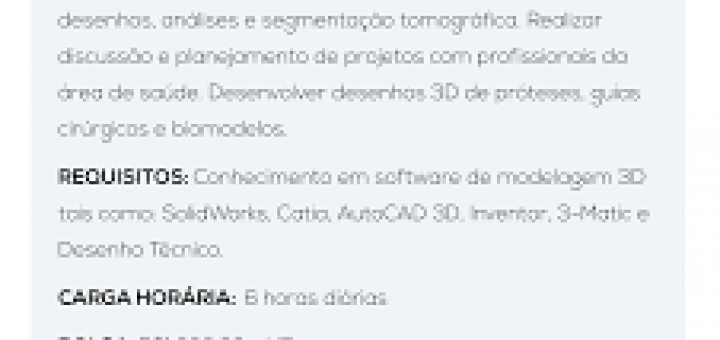 desenhos, análises e segmentação tomográfica. Realizar
discussão e planejamento de projetos com profissionais da
área de saúde. Desenvolver desenhos 3D de próteses, guias
cirúrgicos e biomodelos.
REQUISITOS: Conhecimento em software de modelagem 3D
tais como: SolidWorks, Catia, AutoCAD 3D, Inventor, 3-Matic e
Desenho Técnico.
CARGA HORÁRIA: 6 horas diárias